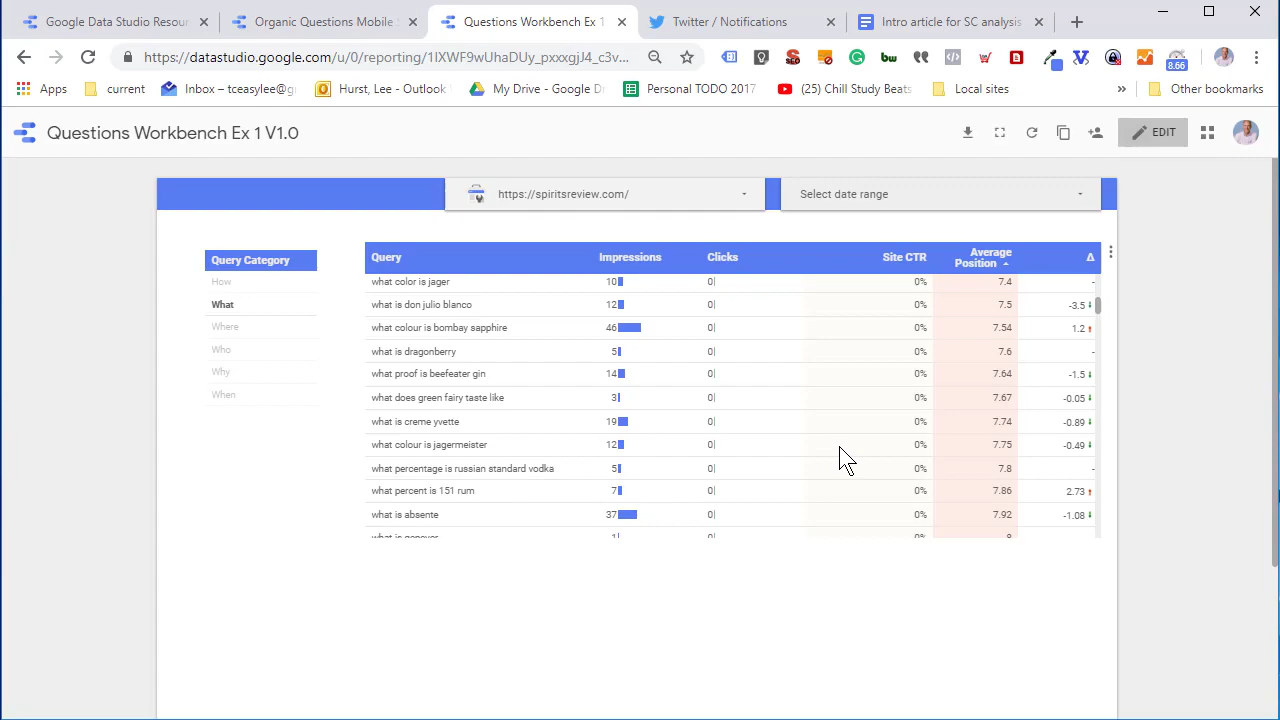 Google Data Studio Resou
Organic Questions Mobile
Questions Workbench Ex 1
Twitter / Notifications
Intro article for SC analysis
https://datastudio.google.com/u/0/reporting/1IXWF9wUhaDUy_pxxxgjJ4_c3v...
8.66
Apps
current
Inbox – tceasylee@g
Hurst, Lee - Outlook
My Drive - Google D
Personal TODO 2017
(25) Chill Study Beats
Local sites
»
Other bookmarks
Questions Workbench Ex 1 V1.0
EDIT
https://spiritsreview.com/
Select date range
Query Category
How
What
Where
Who
Why
When
Query Impressions Clicks Site CTR Average Position Δ
what color is jager 10 0 0% 7.4 -
what is don julio blanco 12 0 0% 7.5 -3.5
what colour is bombay sapphire 46 0 0% 7.54 1.2
what is dragonberry 5 0 0% 7.6 -
what proof is beefeater gin 14 0 0% 7.64 -1.5
what does green fairy taste like 3 0 0% 7.67 -0.05
what is creme yvette 19 0 0% 7.74 -0.89
what colour is jagermeister 12 0 0% 7.75 -0.49
what percentage is russian standard vodka 5 0 0% 7.8 -
what percent is 151 rum 7 0 0% 7.86 2.73
what is absente 37 0 0% 7.92 -1.08
what is genever 1 0 0% 8